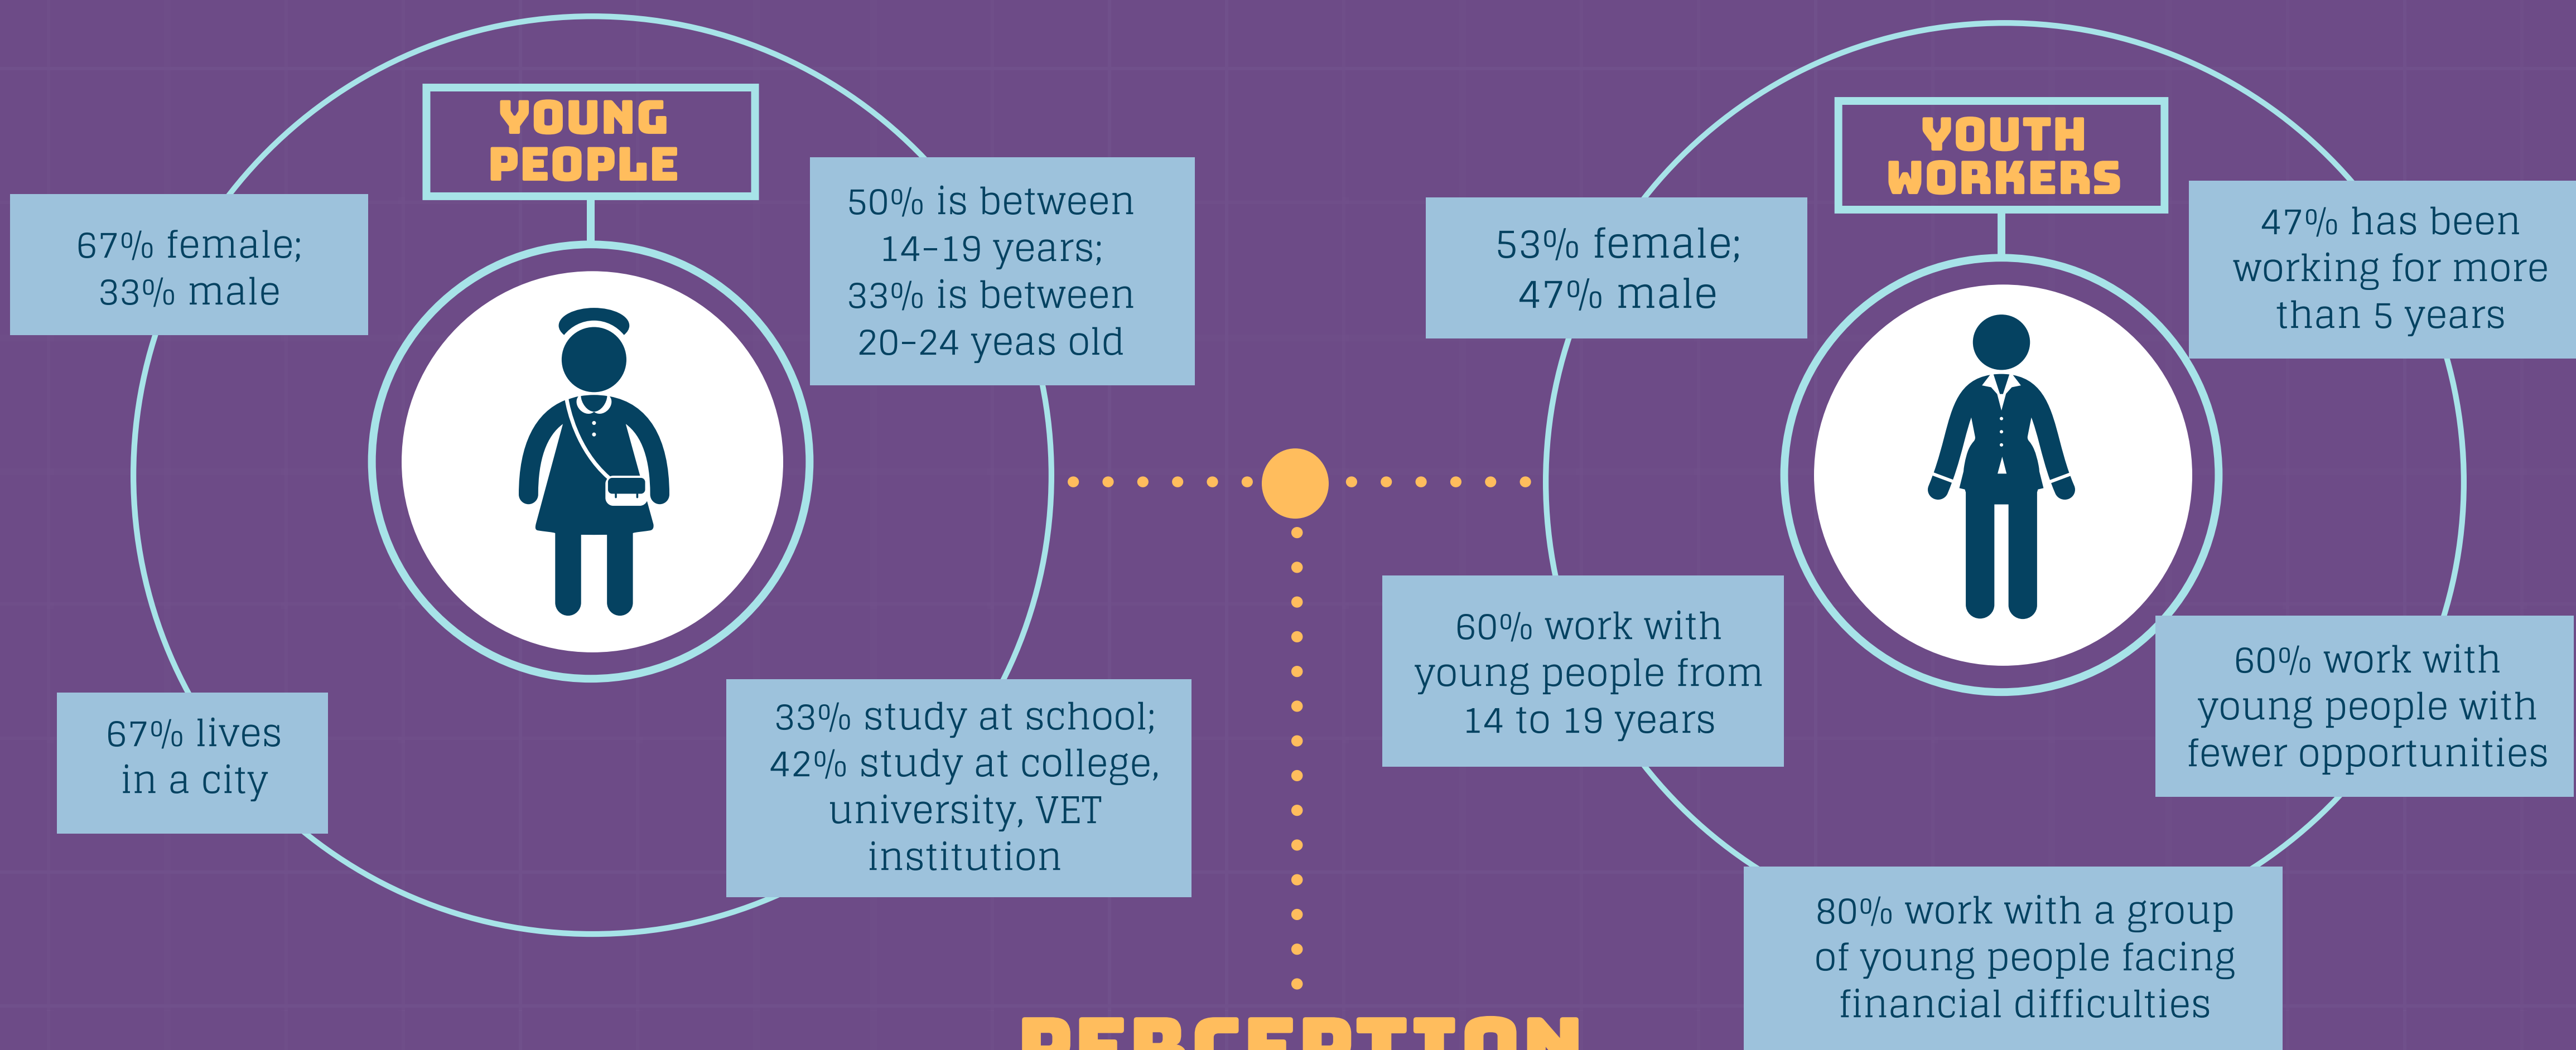 YOUNG
PEOPLE
67% female;
33% male
50% is between
14-19 years;
33% is between
20-24 yeas old
67% lives
in a city
33% study at school;
42% study at college,
university, VET
institution
YOUTH
WORKERS
53% female;
47% male
47% has been
working for more
than 5 years
60% work with
young people from
14 to 19 years
60% work with
young people with
fewer opportunities
80% work with a group
of young people facing
financial difficulties
PERCEPTION